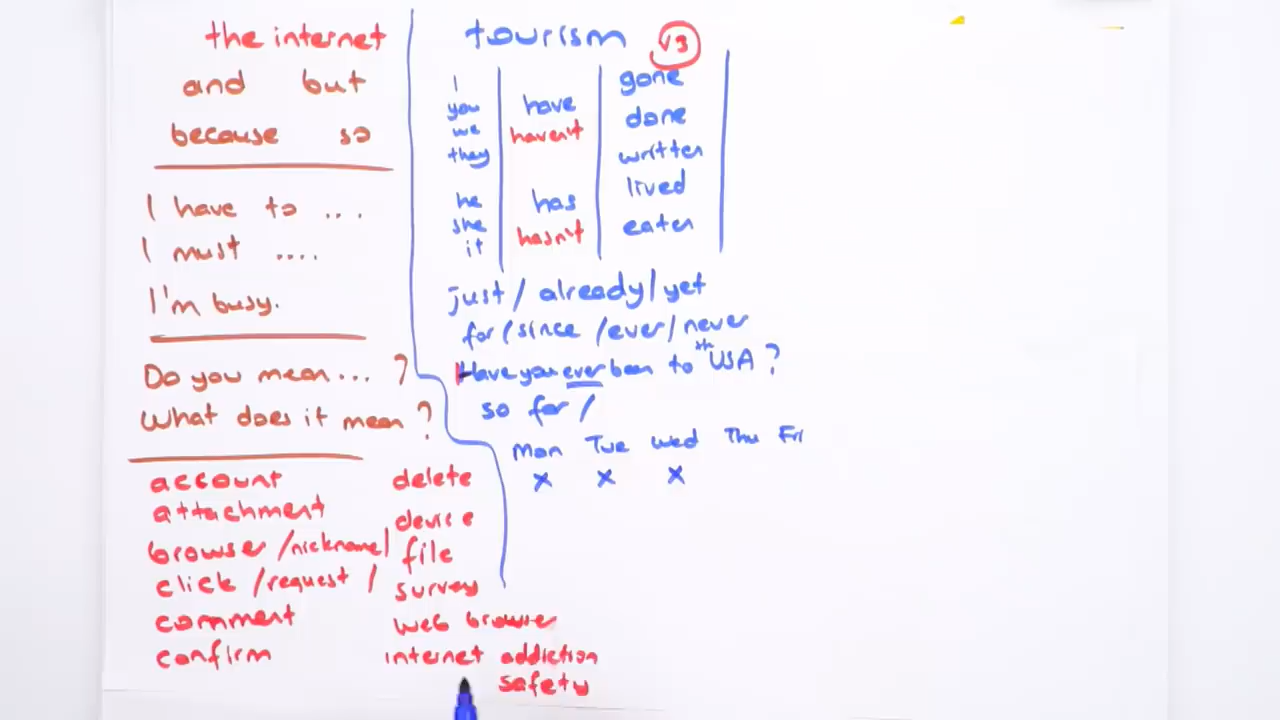 the internet
and but
because so
I have to ....
I must ....
I'm busy.
Do you mean... ?
What does it mean ?
account
attachment
browser /nickname/
click /request /
comment
confirm
delete
device
file
survey
web browser
internet addiction
safety
tourism V3
I
you
we
they
have
haven't
he
she
it
has
hasn't
gone
done
written
lived
eaten
just / already / yet
for / since / ever / never
Have you ever been to the USA ?
so for /
Mon Tue Wed Thu Fri
x x x